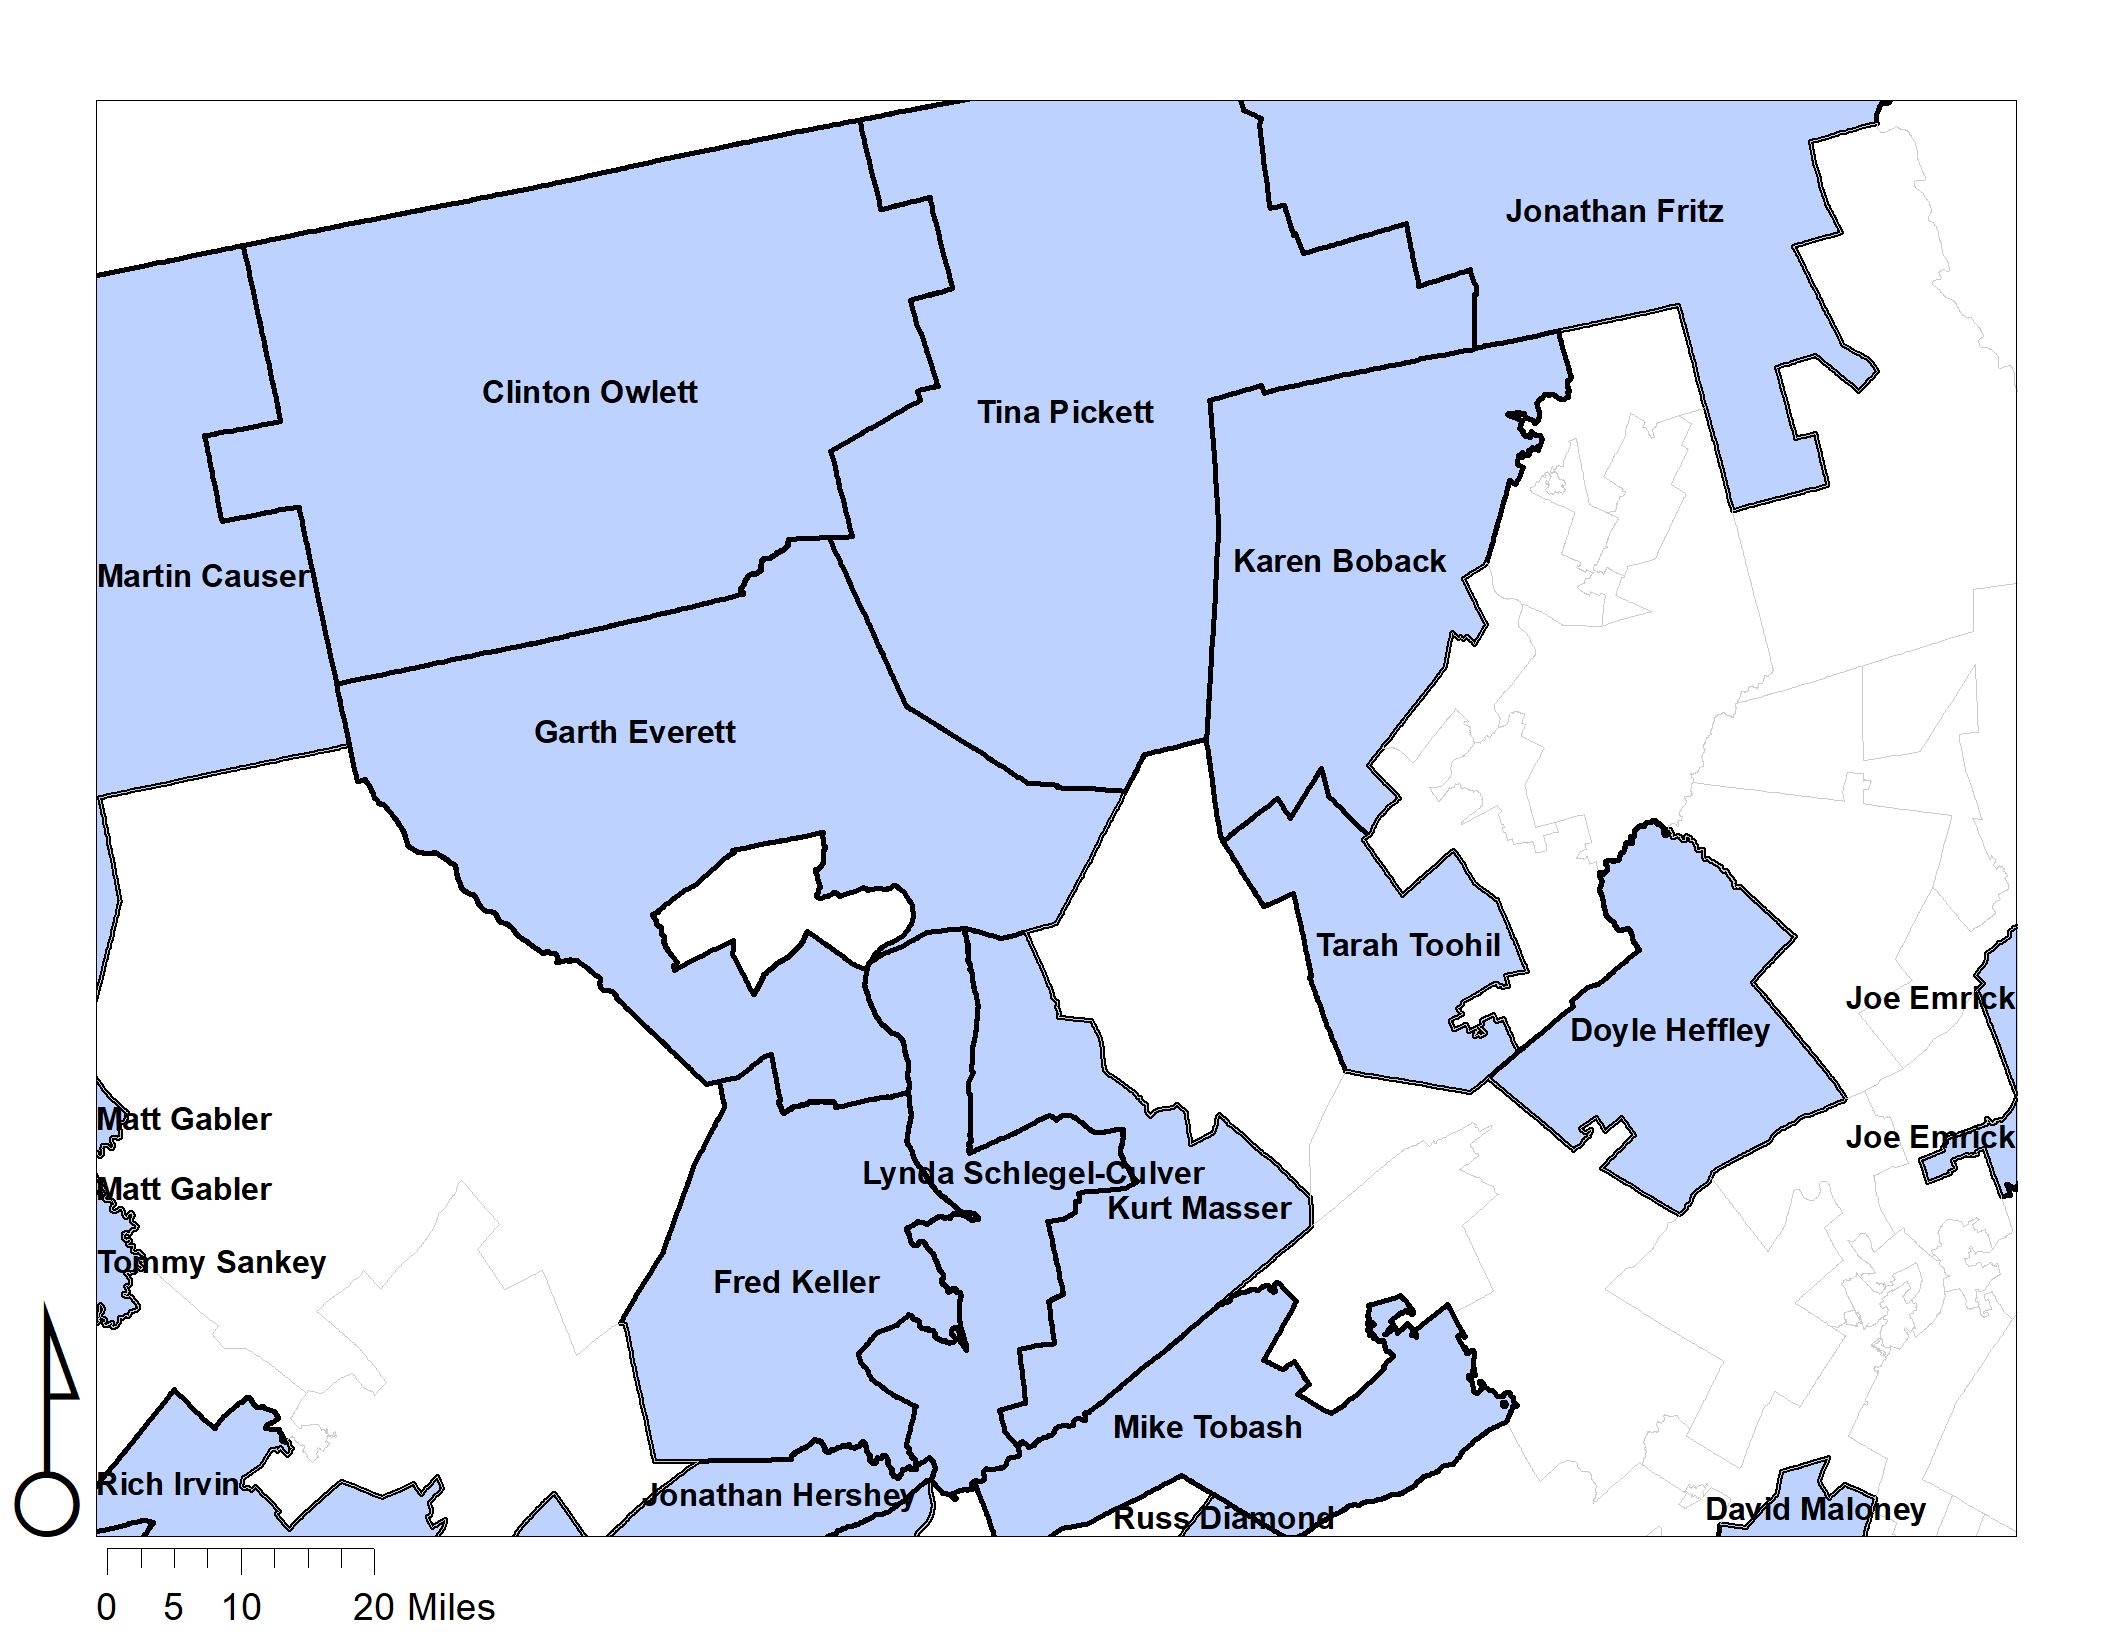 Jonathan Fritz
Clinton Owlett
Tina Pickett
Karen Boback
Martin Causer
Garth Everett
Tarah Toohil
Joe Emrick
Doyle Heffley
Matt Gabler
Joe Emrick
Lynda Schlegel-Culver
Matt Gabler
Kurt Masser
Tommy Sankey
Fred Keller
Mike Tobash
Rich Irvin
Jonathan Hershey
David Maloney
Russ Diamond
0 5 10 20 Miles